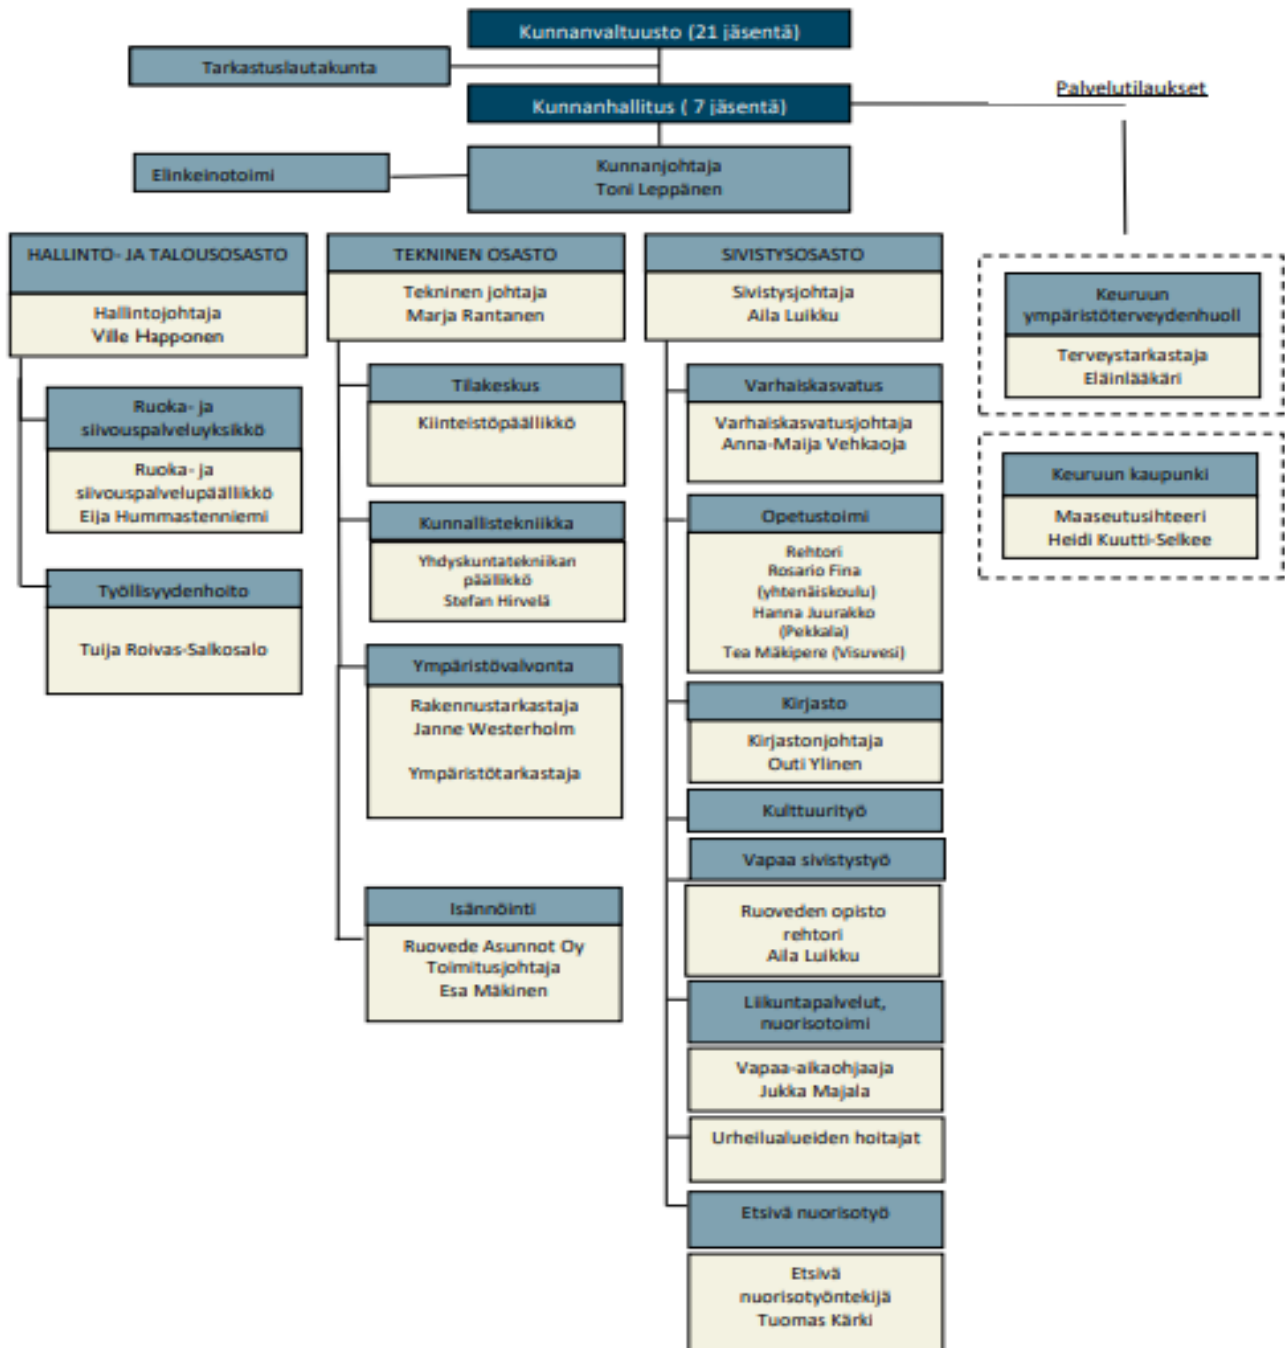 Kunnanvaltuusto (21 jäsentä)
Tarkastuslautakunta
Kunnanhallitus ( 7 jäsentä)
Palvelutilaukset
Elinkeinotoimi
Kunnanjohtaja
Toni Leppänen
HALLINTO- JA TALOUSOSASTO
Hallintojohtaja
Ville Happonen
Ruoka- ja
siivouspalveluyksikkö
Ruoka- ja
siivouspalvelupäällikkö
Eija Hummastenniemi
Työllisyydenhoito
Tuija Roivas-Salkosalo
TEKNINEN OSASTO
Tekninen johtaja
Marja Rantanen
Tilakeskus
Kiinteistöpäällikkö
Kunnallistekniikka
Yhdyskuntatekniikan
päällikkö
Stefan Hirvelä
Ympäristövalvonta
Rakennustarkastaja
Janne Westerholm
Ympäristötarkastaja
Isännöinti
Ruovede Asunnot Oy
Toimitusjohtaja
Esa Mäkinen
SIVISTYSOSASTO
Sivistysjohtaja
Aila Luikku
Varhaiskasvatus
Varhaiskasvatusjohtaja
Anna-Maija Vehkaoja
Opetustoimi
Rehtori
Rosario Fina
(yhtenäiskoulu)
Hanna Juurakko
(Pekkala)
Tea Mäkipere (Visuvesi)
Kirjasto
Kirjastonjohtaja
Outi Ylinen
Kulttuurityö
Vapaa sivistystyö
Ruoveden opisto
rehtori
Aila Luikku
Liikuntapalvelut,
nuorisotoimi
Vapaa-aikaohjaaja
Jukka Majala
Urheilualueiden hoitajat
Etsivä nuorisotyö
Etsivä
nuorisotyöntekijä
Tuomas Kärki
Keuruun
ympäristöterveydenhuoll
Terveystarkastaja
Eläinlääkäri
Keuruun kaupunki
Maaseutusihteeri
Heidi Kuutti-Selkee